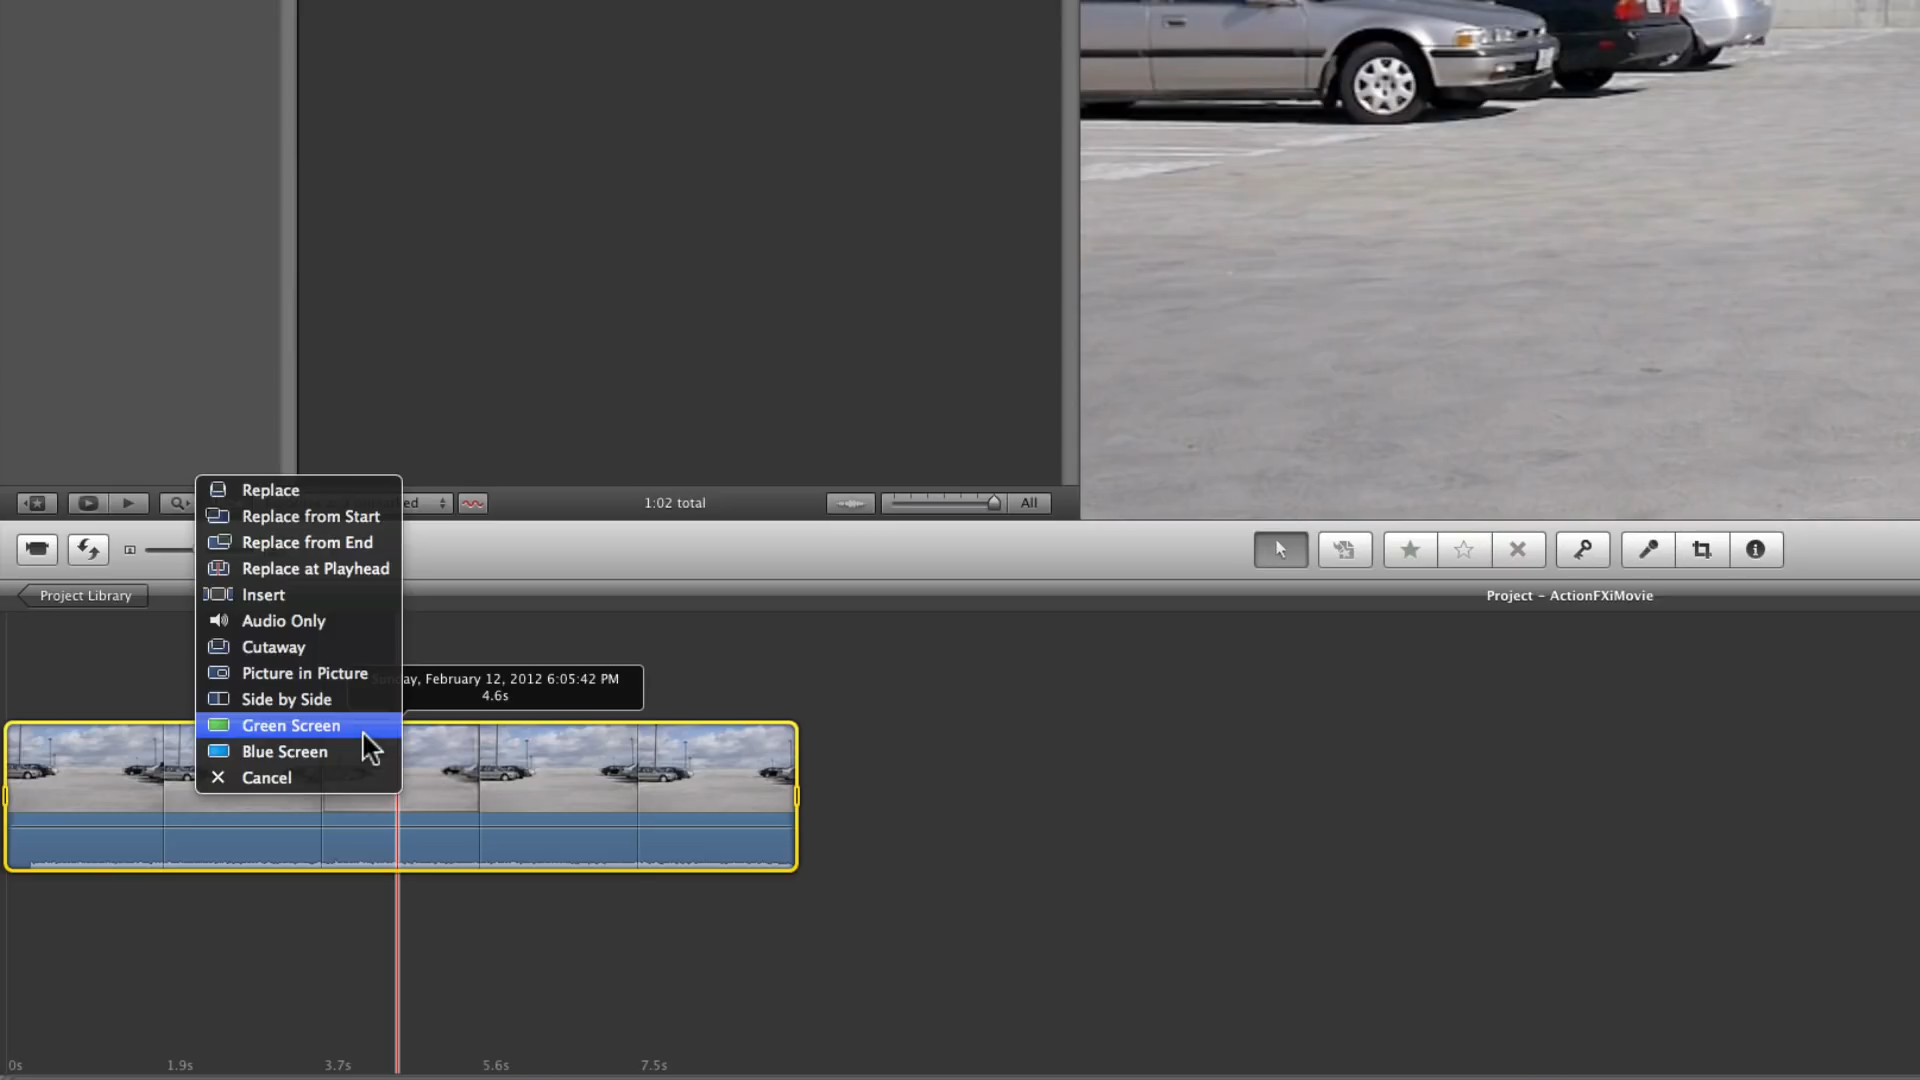 Replace
Replace from Start
Replace from End
Replace at Playhead
Insert
Audio Only
Cutaway
Picture in Picture
Side by Side
Green Screen
Blue Screen
Cancel
1:02 total
All
Project Library
Project – ActionFXiMovie
Sunday, February 12, 2012 6:05:42 PM
4.6s
0s
1.9s
3.7s
5.6s
7.5s